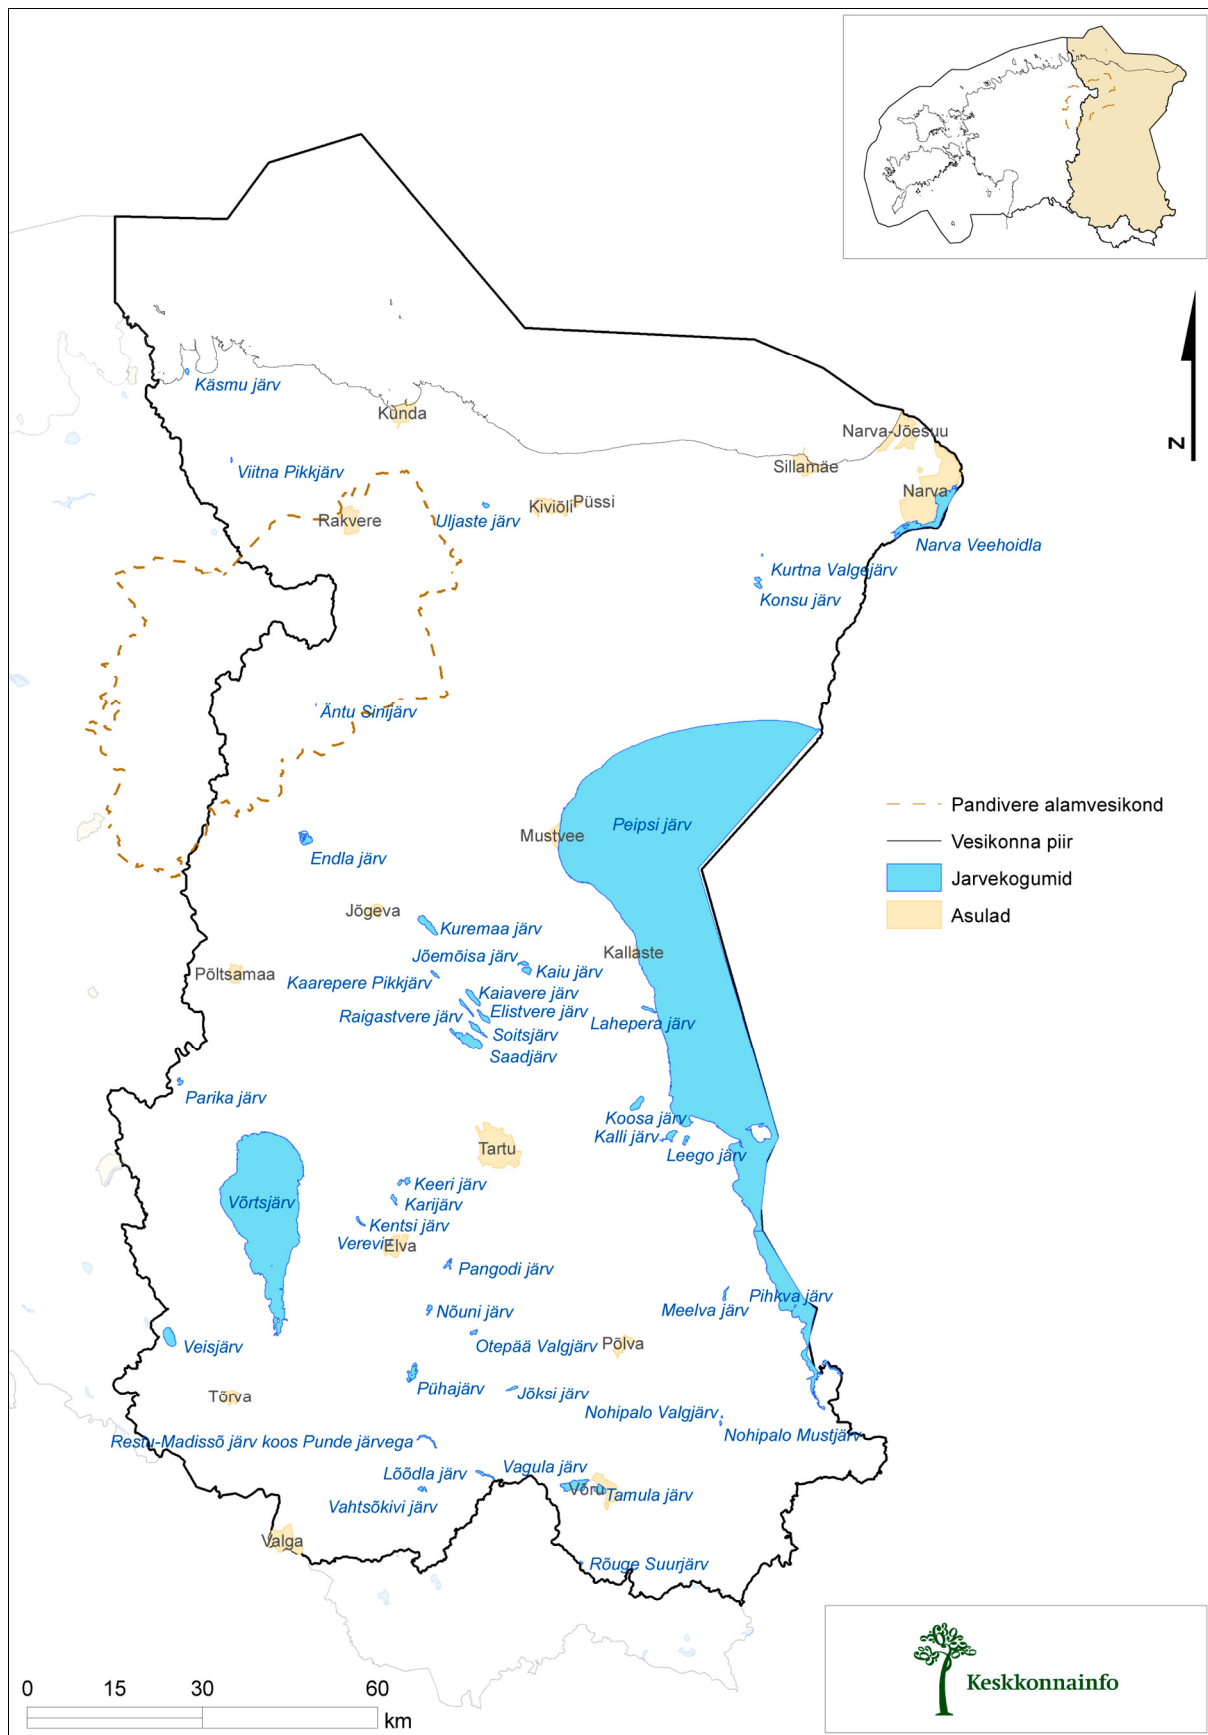 Käsmu järv
Kunda
Narva-Jõesuu
Sillamäe
Viitna Pikkjärv
Narva
Kiviõli
Püssi
Rakvere
Uljaste järv
Narva Veehoidla
Kurtna Valgejärv
Konsu järv
Äntu Sinijärv
Peipsi järv
Mustvee
Endla järv
Jõgeva
Kuremaa järv
Kallaste
Jõemõisa järv
Kaiu järv
Põltsamaa
Kaarepere Pikkjärv
Kaiavere järv
Elistvere järv
Raigastvere järv
Lahepera järv
Soitsjärv
Saadjärv
Parika järv
Koosa järv
Kalli järv
Leego järv
Tartu
Keeri järv
Võrtsjärv
Karijärv
Kentsi järv
Verevi
Elva
Pangodi järv
Pihkva järv
Meelva järv
Nõuni järv
Veisjärv
Otepää Valgjärv
Põlva
Pühajärv
Jõksi järv
Tõrva
Nohipalo Valgjärv
Nohipalo Mustjärv
Restu-Madissõ järv koos Punde järvega
Vagula järv
Lõõdla järv
Võru
Tamula järv
Vahtsõkivi järv
Valga
Rõuge Suurjärv
N
Pandivere alamvesikond
Vesikonna piir
Jarvekogumid
Asulad
0 15 30 60
km
Keskkonnainfo